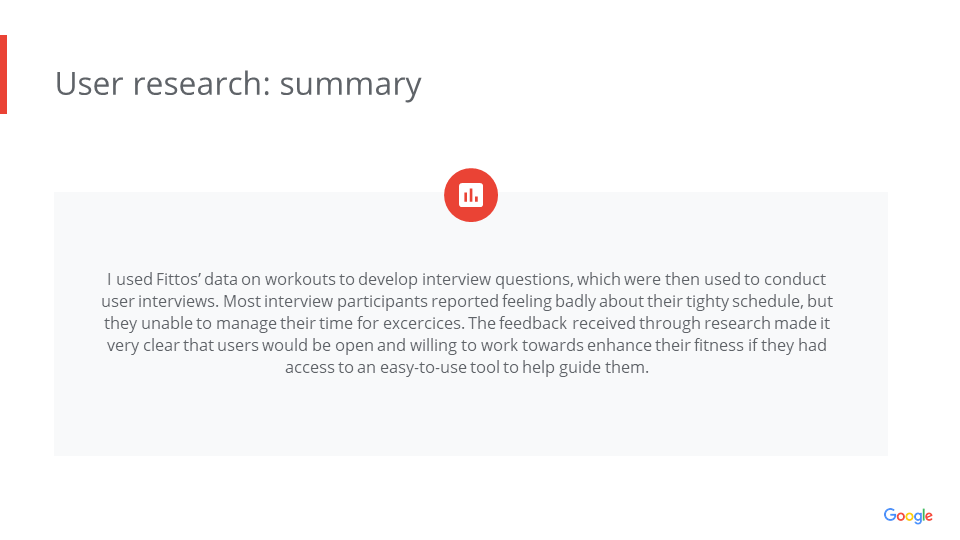 User research: summary
I used Fittos’ data on workouts to develop interview questions, which were then used to conduct
user interviews. Most interview participants reported feeling badly about their tighty schedule, but
they unable to manage their time for excercices. The feedback received through research made it
very clear that users would be open and willing to work towards enhance their fitness if they had
access to an easy-to-use tool to help guide them.
Google